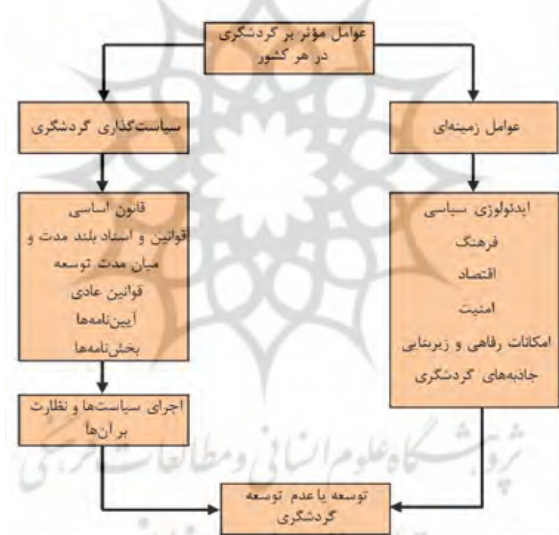 عوامل مؤثر بر گردشگری
در هر کشور
عوامل زمینه‌ای
سیاست‌گذاری گردشگری
ایدئولوژی سیاسی
فرهنگ
اقتصاد
امنیت
امکانات رفاهی و زیربنایی
جاذبه‌های گردشگری
قانون اساسی
قوانین و اسناد بلند مدت و
میان مدت توسعه
قوانین عادی
آیین‌نامه‌ها
بخش‌نامه‌ها
اجرای سیاست‌ها و نظارت
بر آن‌ها
پژوهشگاه علوم انسانی و مطالعات فرهنگی
توسعه یا عدم توسعه
گردشگری